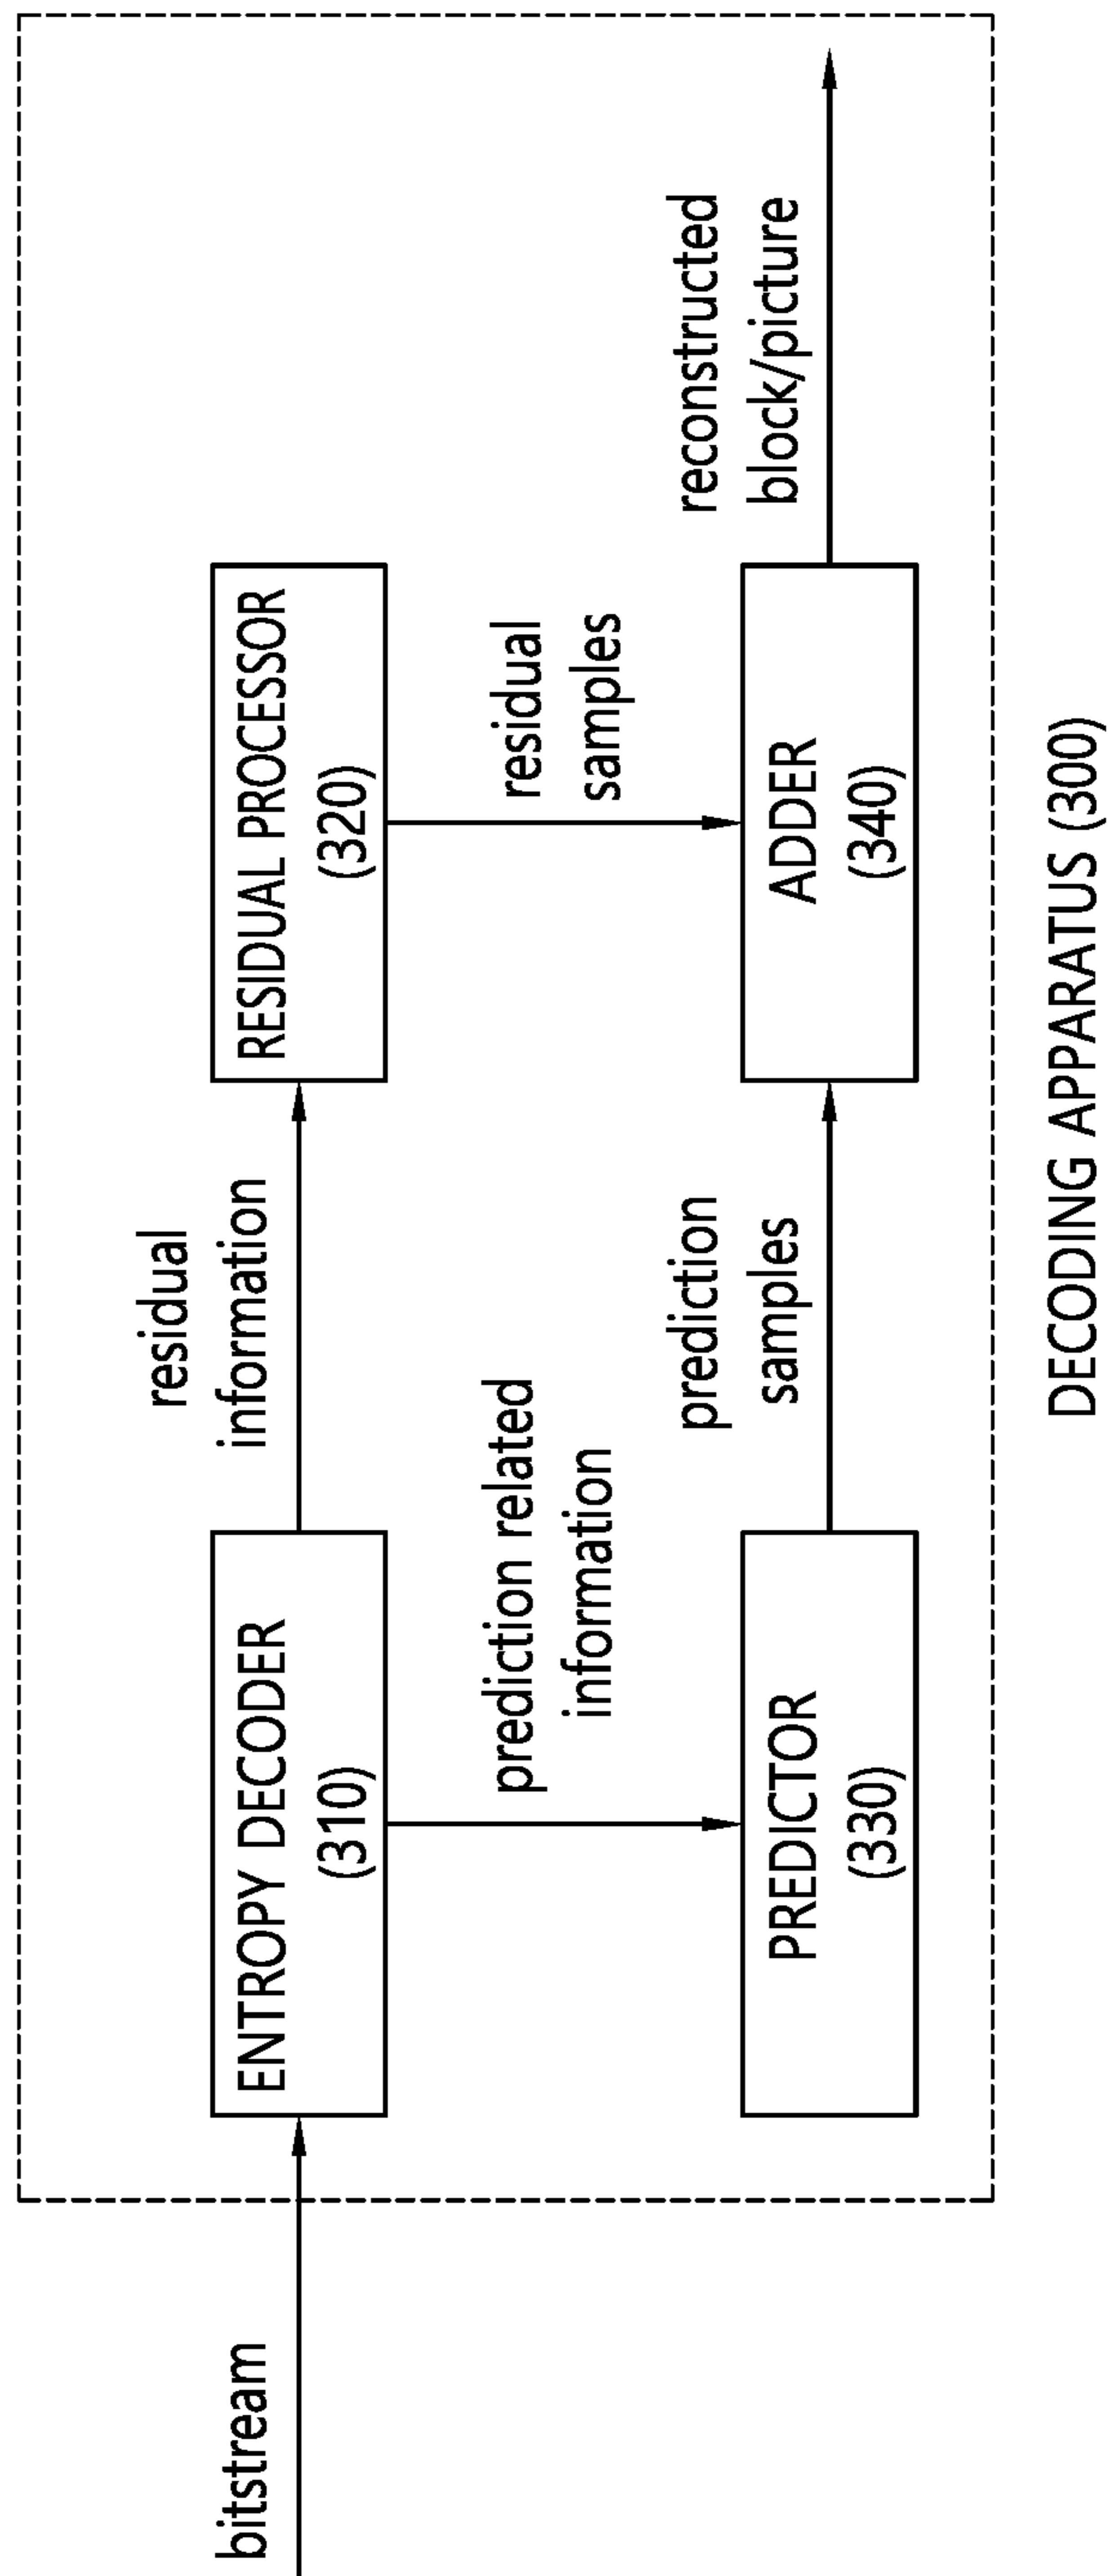 bitstream
ENTROPY DECODER
(310)
residual
information
RESIDUAL PROCESSOR
(320)
prediction related
information
residual
samples
PREDICTOR
(330)
prediction
samples
ADDER
(340)
reconstructed
block/picture
DECODING APPARATUS (300)